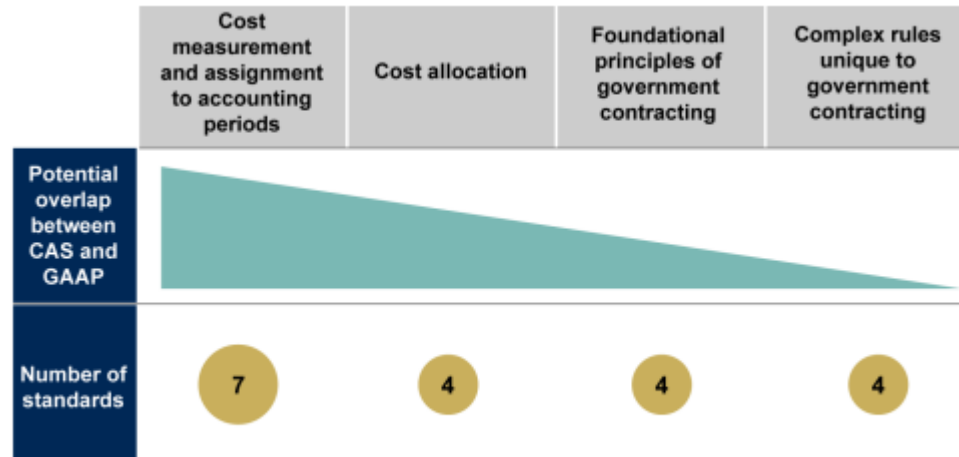 Cost
measurement
and assignment
to accounting
periods
Cost allocation
Foundational
principles of
government
contracting
Complex rules
unique to
government
contracting
Potential
overlap
between
CAS and
GAAP
Number of
standards
7
4
4
4